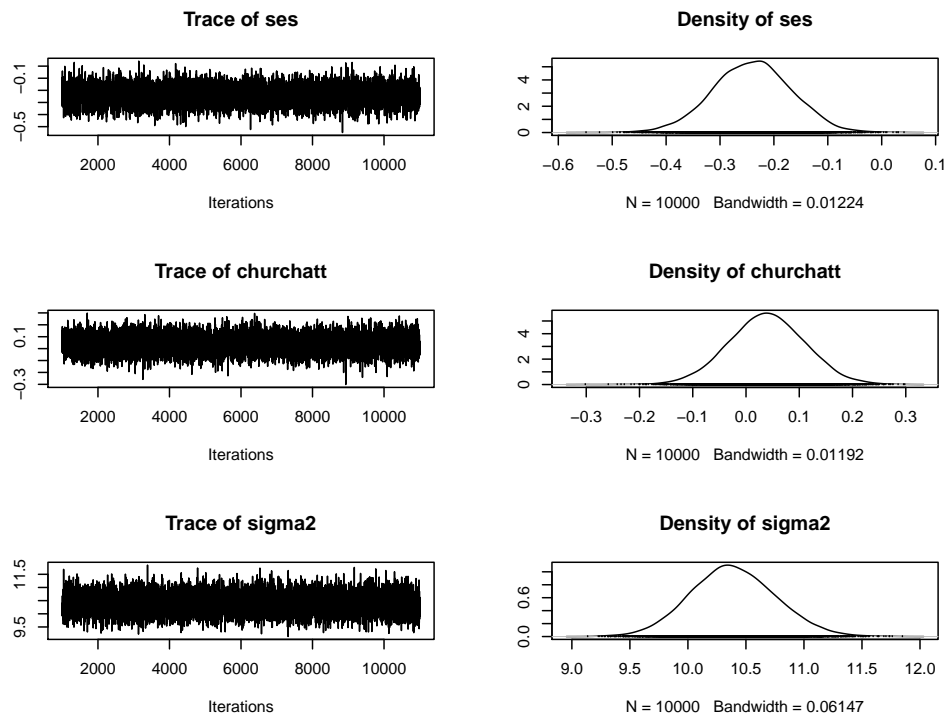 Trace of ses
−0.5 −0.1
2000 4000 6000 8000 10000
Iterations
Density of ses
0 2 4
−0.6 −0.5 −0.4 −0.3 −0.2 −0.1 0.0 0.1
N = 10000 Bandwidth = 0.01224
Trace of churchatt
−0.3 0.1
2000 4000 6000 8000 10000
Iterations
Density of churchatt
0 2 4
−0.3 −0.2 −0.1 0.0 0.1 0.2 0.3
N = 10000 Bandwidth = 0.01192
Trace of sigma2
9.5 11.5
2000 4000 6000 8000 10000
Iterations
Density of sigma2
0.0 0.6
9.0 9.5 10.0 10.5 11.0 11.5 12.0
N = 10000 Bandwidth = 0.06147